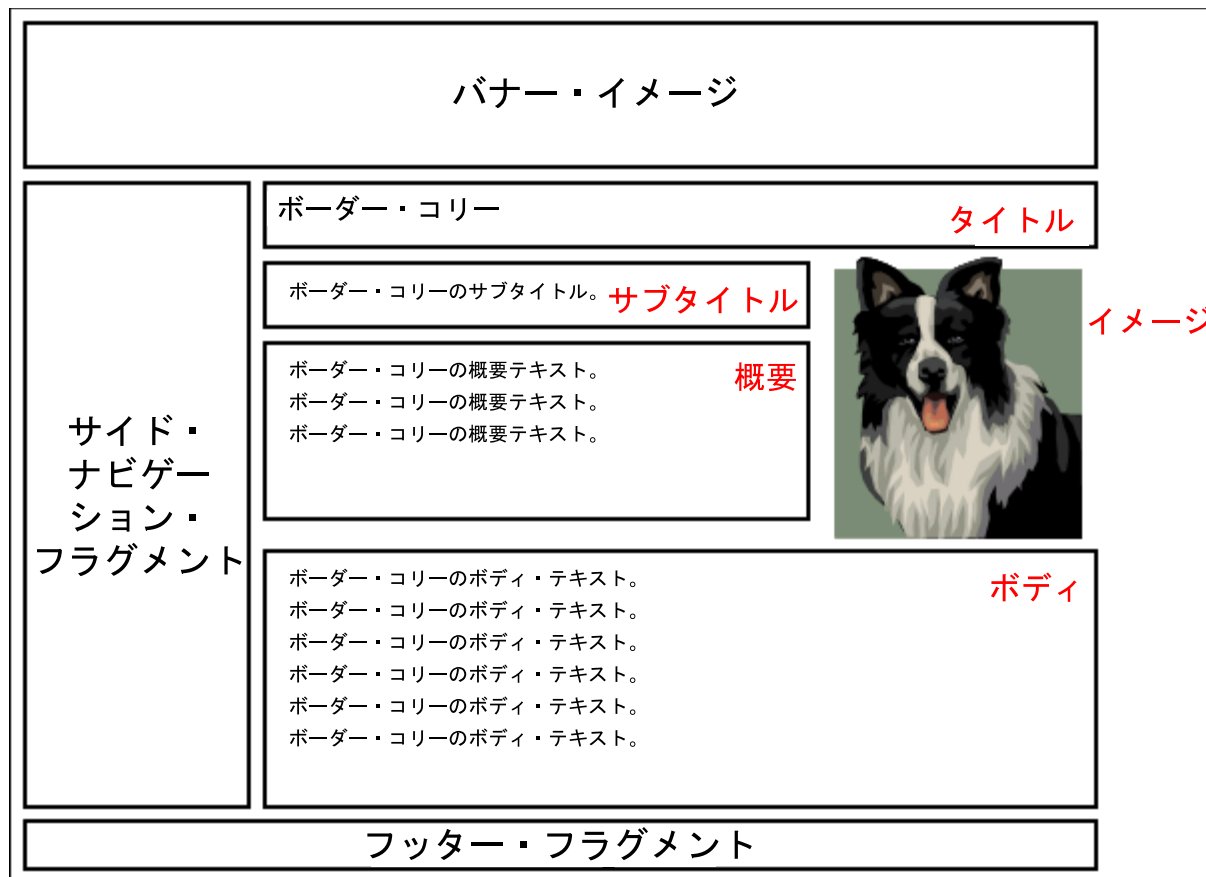 バナー・イメージ
ボーダー・コリー
タイトル
ボーダー・コリーのサブタイトル。
サブタイトル
イメージ
ボーダー・コリーの概要テキスト。
概要
ボーダー・コリーの概要テキスト。
ボーダー・コリーの概要テキスト。
サイド・
ナビゲー
ション・
フラグメント
ボーダー・コリーのボディ・テキスト。
ボディ
ボーダー・コリーのボディ・テキスト。
ボーダー・コリーのボディ・テキスト。
ボーダー・コリーのボディ・テキスト。
ボーダー・コリーのボディ・テキスト。
ボーダー・コリーのボディ・テキスト。
フッター・フラグメント